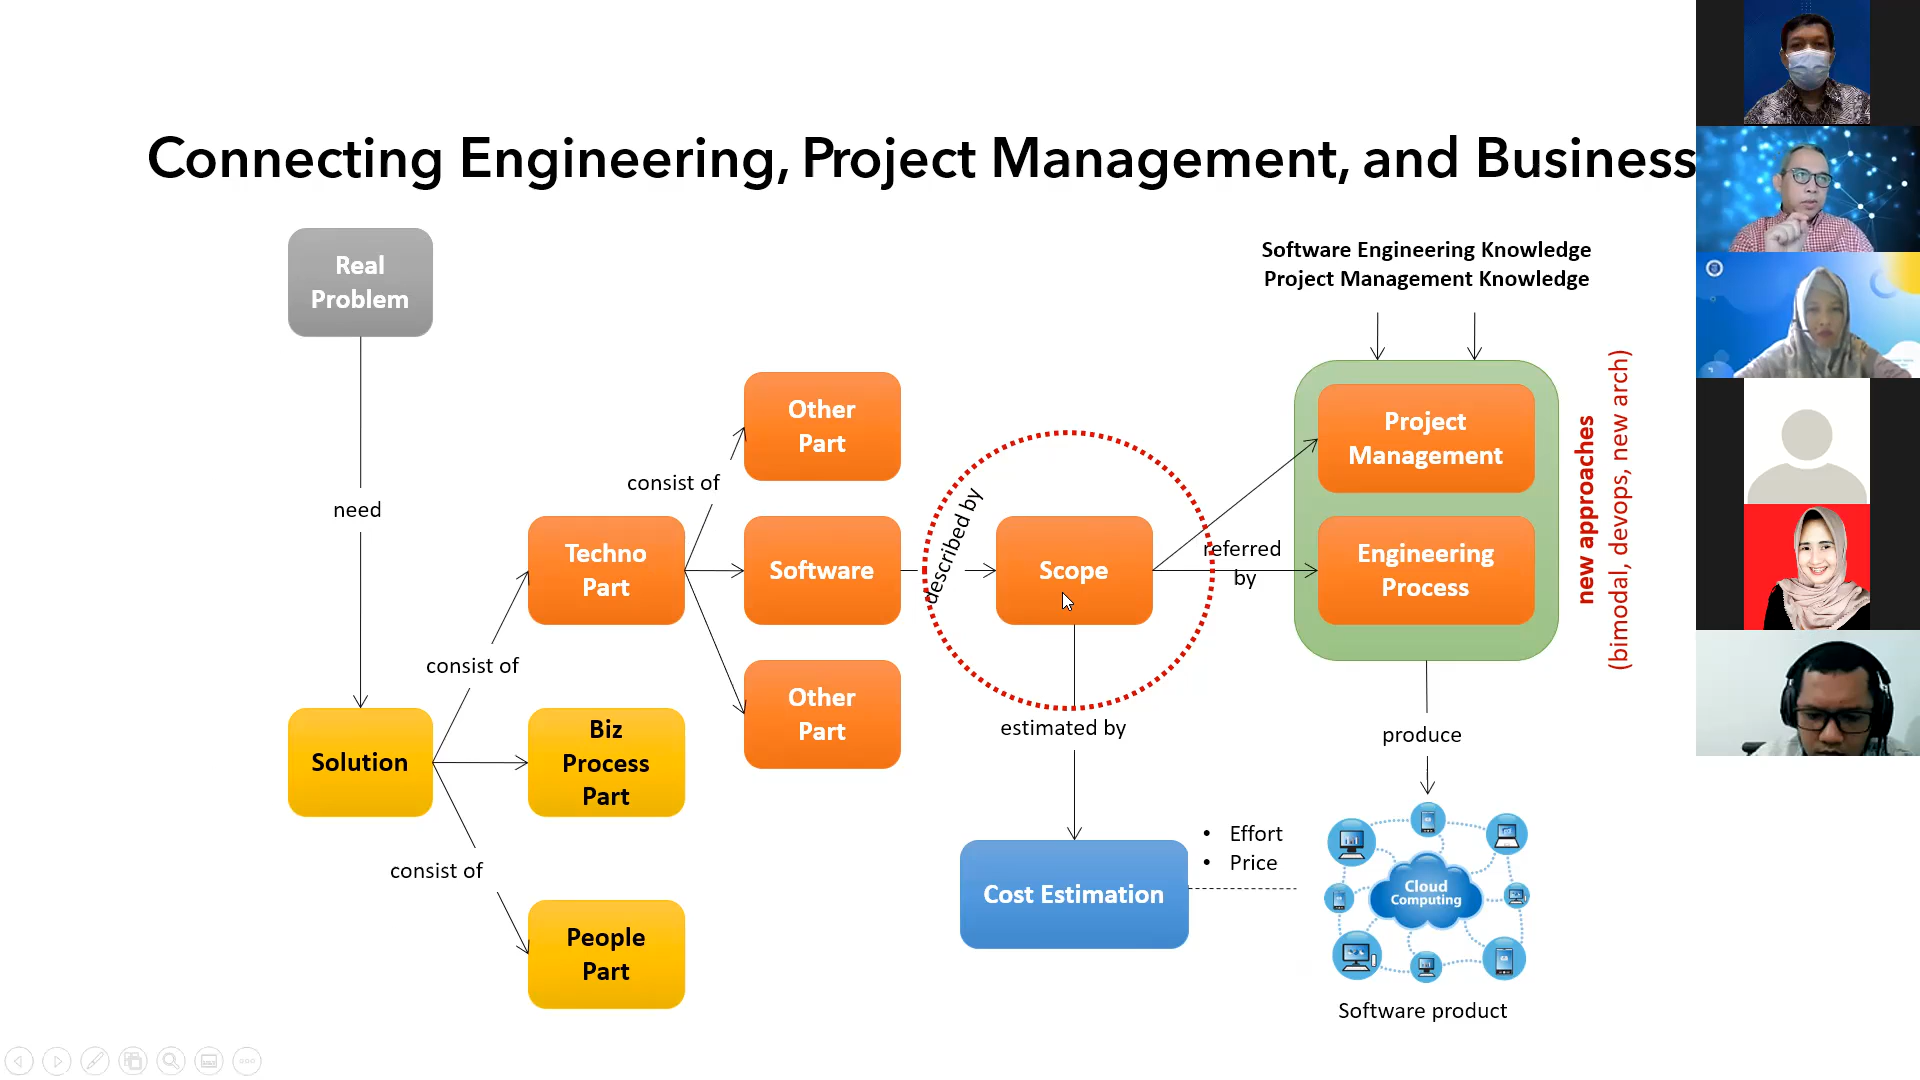 Connecting Engineering, Project Management, and Business
Real
Problem
need
Solution
consist of
consist of
Techno
Part
Biz
Process
Part
People
Part
consist of
Other
Part
Software
Other
Part
described by
Scope
estimated by
Cost Estimation
• Effort
• Price
referred
by
Software Engineering Knowledge
Project Management Knowledge
Project
Management
Engineering
Process
new approaches
(bimodal, devops, new arch)
produce
Cloud
Computing
Software product